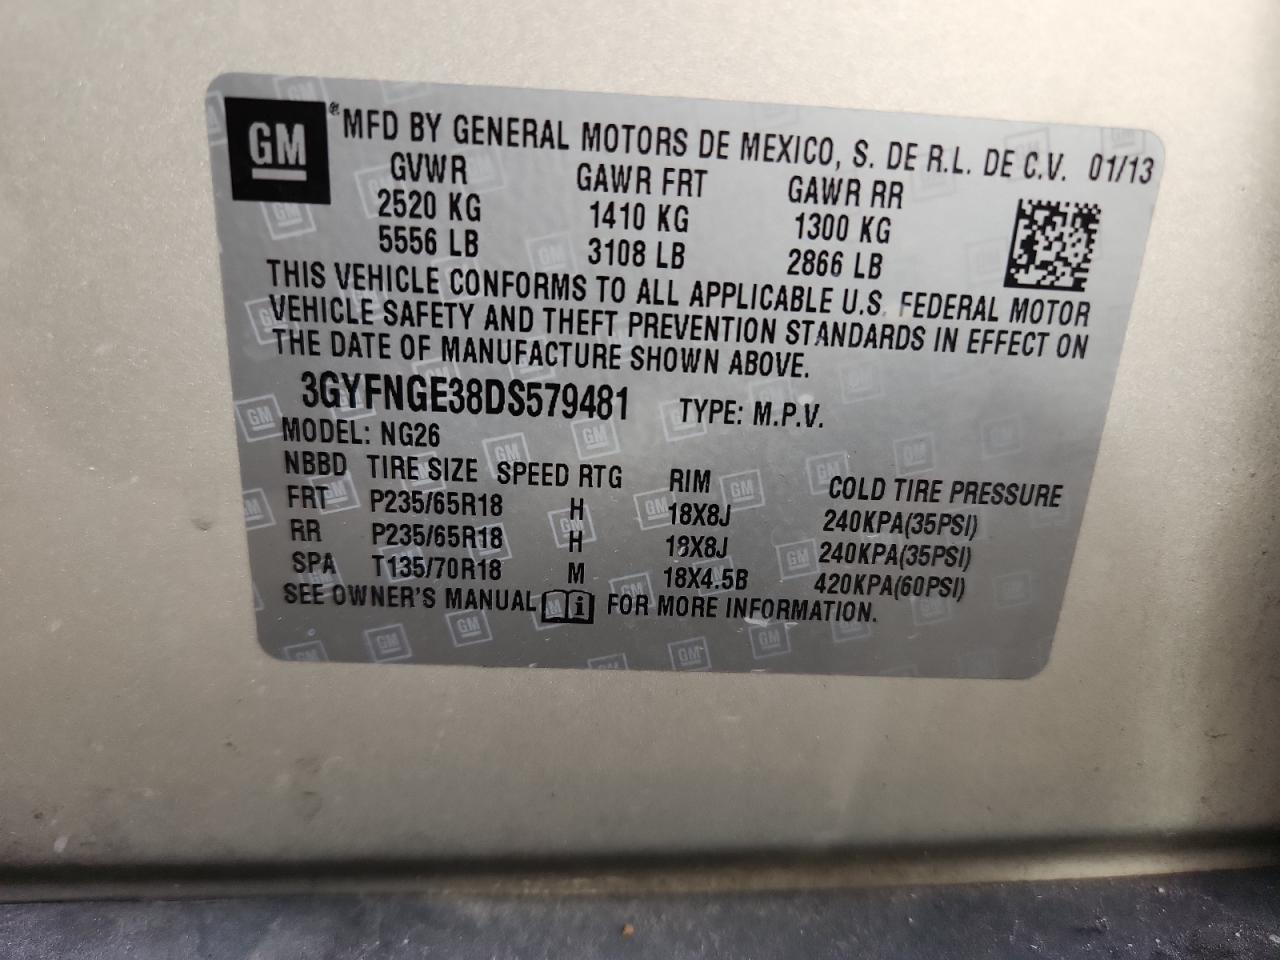 GM ® MFD BY GENERAL MOTORS DE MEXICO, S. DE R.L. DE C.V. 01/13
GVWR GAWR FRT GAWR RR
2520 KG 1410 KG 1300 KG
5556 LB 3108 LB 2866 LB
THIS VEHICLE CONFORMS TO ALL APPLICABLE U.S. FEDERAL MOTOR
VEHICLE SAFETY AND THEFT PREVENTION STANDARDS IN EFFECT ON
THE DATE OF MANUFACTURE SHOWN ABOVE.
3GYFNGE38DS579481 TYPE: M.P.V.
MODEL: NG26
NBBD TIRE SIZE SPEED RTG RIM COLD TIRE PRESSURE
FRT P235/65R18 H 18X8J 240KPA(35PSI)
RR P235/65R18 H 18X8J 240KPA(35PSI)
SPA T135/70R18 M 18X4.5B 420KPA(60PSI)
SEE OWNER'S MANUAL i FOR MORE INFORMATION.